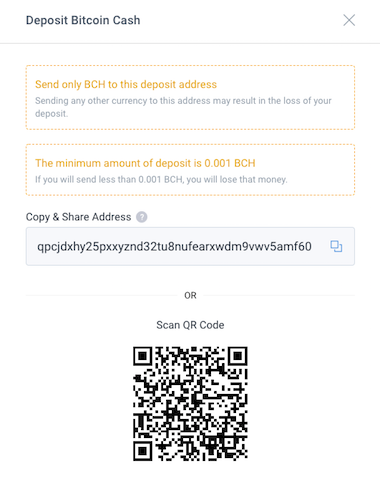 Deposit Bitcoin Cash
Send only BCH to this deposit address
Sending any other currency to this address may result in the loss of your
deposit.
The minimum amount of deposit is 0.001 BCH
If you will send less than 0.001 BCH, you will lose that money.
Copy & Share Address ?
qpcjdxhy25pxxyznd32tu8nufearxwdm9vwv5amf60
OR
Scan QR Code